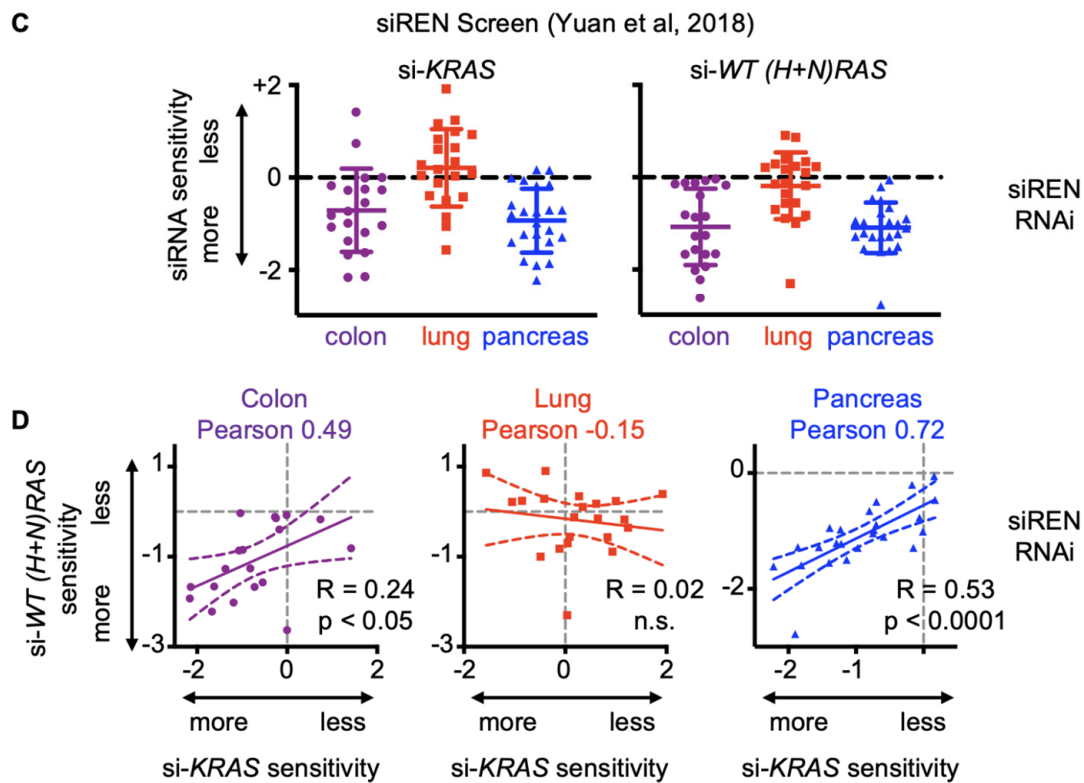 C
siREN Screen (Yuan et al, 2018)
si-KRAS
si-WT (H+N)RAS
siRNA sensitivity
more less
+2
0
-2
colon lung pancreas
colon lung pancreas
siREN
RNAi
D
Colon
Pearson 0.49
Lung
Pearson -0.15
Pancreas
Pearson 0.72
si-WT (H+N)RAS
sensitivity
more less
1
-1
-3
-2 0 2
R = 0.24
p < 0.05
1
-1
-3
-2 0 2
R = 0.02
n.s.
0
-2
-2 -1
R = 0.53
p < 0.0001
siREN
RNAi
more less
more less
more less
si-KRAS sensitivity
si-KRAS sensitivity
si-KRAS sensitivity